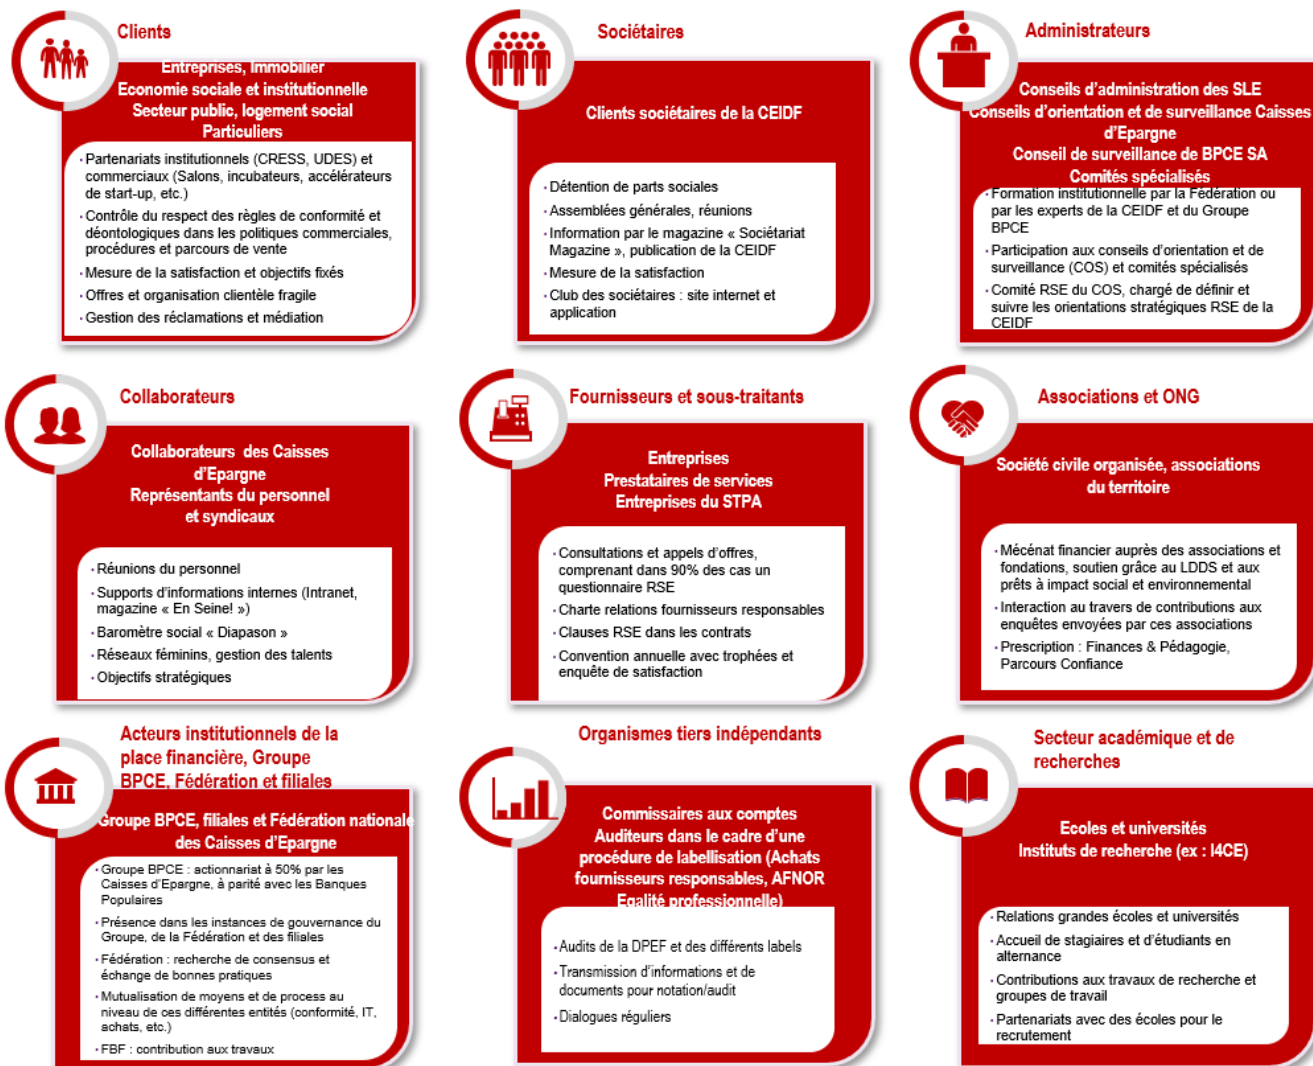 Clients
Entreprises, Immobilier
Economie sociale et institutionnelle
Secteur public, logement social
Particuliers
· Partenariats institutionnels (CRESS, UDES) et
commerciaux (Salons, incubateurs, accélérateurs
de start-up, etc.)
· Contrôle du respect des règles de conformité et
déontologiques dans les politiques commerciales,
procédures et parcours de vente
· Mesure de la satisfaction et objectifs fixés
· Offres et organisation clientèle fragile
· Gestion des réclamations et médiation
Sociétaires
Clients sociétaires de la CEIDF
· Détention de parts sociales
· Assemblées générales, réunions
· Information par le magazine « Sociétariat
Magazine », publication de la CEIDF
· Mesure de la satisfaction
· Club des sociétaires : site internet et
application
Administrateurs
Conseils d'administration des SLE
Conseils d'orientation et de surveillance Caisses
d'Epargne
Conseil de surveillance de BPCE SA
Comités spécialisés
· Formation institutionnelle par la Fédération ou
par les experts de la CEIDF et du Groupe
BPCE
· Participation aux conseils d'orientation et de
surveillance (COS) et comités spécialisés
· Comité RSE du COS, chargé de définir et
suivre les orientations stratégiques RSE de la
CEIDF
Collaborateurs
Collaborateurs des Caisses
d'Epargne
Représentants du personnel
et syndicaux
· Réunions du personnel
· Supports d'informations internes (Intranet,
magazine « En Seine! »)
· Baromètre social « Diapason »
· Réseaux féminins, gestion des talents
· Objectifs stratégiques
Fournisseurs et sous-traitants
Entreprises
Prestataires de services
Entreprises du STPA
· Consultations et appels d'offres,
comprenant dans 90% des cas un
questionnaire RSE
· Charte relations fournisseurs responsables
· Clauses RSE dans les contrats
· Convention annuelle avec trophées et
enquête de satisfaction
Associations et ONG
Société civile organisée, associations
du territoire
· Mécénat financier auprès des associations et
fondations, soutien grâce au LDDS et aux
prêts à impact social et environnemental
· Interaction au travers de contributions aux
enquêtes envoyées par ces associations
· Prescription : Finances & Pédagogie,
Parcours Confiance
Acteurs institutionnels de la
place financière, Groupe
BPCE, Fédération et filiales
Groupe BPCE, filiales et Fédération nationale
des Caisses d'Epargne
· Groupe BPCE : actionnariat à 50% par les
Caisses d'Epargne, à parité avec les Banques
Populaires
· Présence dans les instances de gouvernance du
Groupe, de la Fédération et des filiales
· Fédération : recherche de consensus et
échange de bonnes pratiques
· Mutualisation de moyens et de process au
niveau de ces différentes entités (conformité, IT,
achats, etc.)
· FBF : contribution aux travaux
Organismes tiers indépendants
Commissaires aux comptes
Auditeurs dans le cadre d'une
procédure de labellisation (Achats
fournisseurs responsables, AFNOR
Egalité professionnelle)
· Audits de la DPEF et des différents labels
· Transmission d'informations et de
documents pour notation/audit
· Dialogues réguliers
Secteur académique et de
recherches
Ecoles et universités
Instituts de recherche (ex : I4CE)
· Relations grandes écoles et universités
· Accueil de stagiaires et d'étudiants en
alternance
· Contributions aux travaux de recherche et
groupes de travail
· Partenariats avec des écoles pour le
recrutement